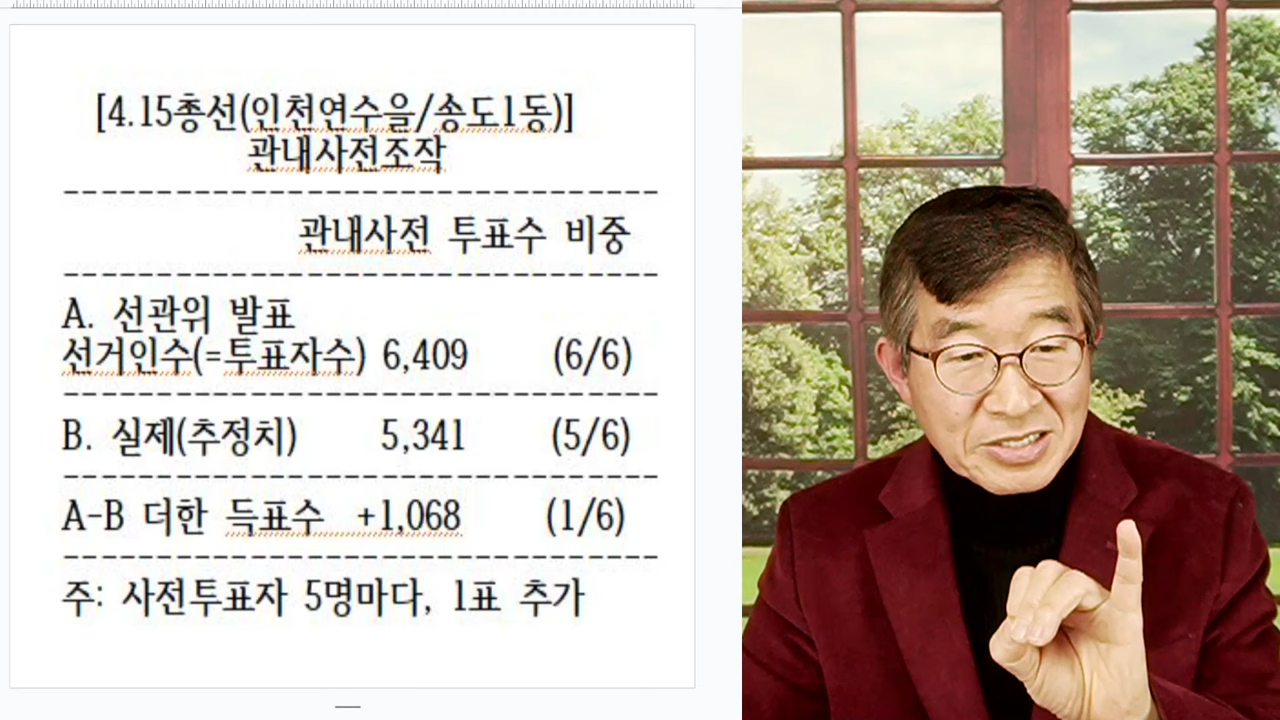 [4.15총선(인천연수을/송도1동)]
관내사전조작
관내사전 투표수 비중
A. 선관위 발표
선거인수(=투표자수) 6,409 (6/6)
B. 실제(추정치) 5,341 (5/6)
A-B 더한 득표수 +1,068 (1/6)
주: 사전투표자 5명마다, 1표 추가